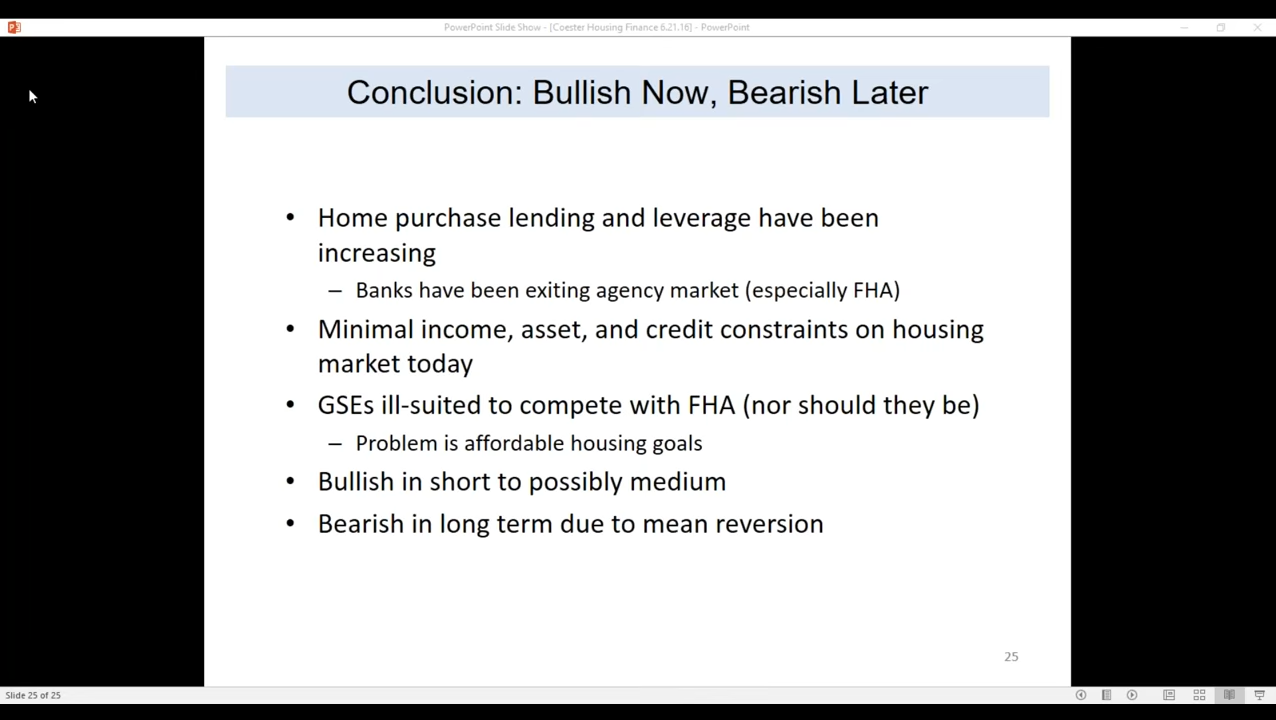 PowerPoint Slide Show - [Coester Housing Finance 6.21.16] - PowerPoint
Conclusion: Bullish Now, Bearish Later
• Home purchase lending and leverage have been
increasing
– Banks have been exiting agency market (especially FHA)
• Minimal income, asset, and credit constraints on housing
market today
• GSEs ill-suited to compete with FHA (nor should they be)
– Problem is affordable housing goals
• Bullish in short to possibly medium
• Bearish in long term due to mean reversion
25
Slide 25 of 25